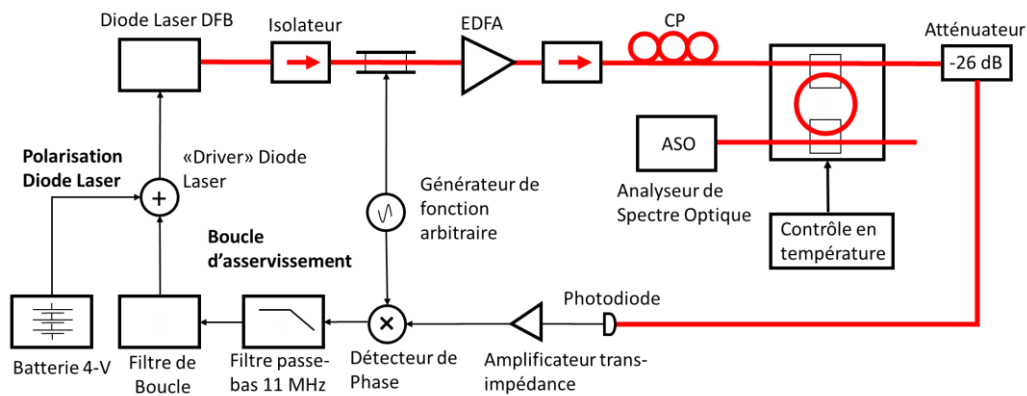 Diode Laser DFB
Isolateur
EDFA
CP
Atténuateur
-26 dB
ASO
Analyseur de
Spectre Optique
Contrôle en
température
Polarisation
Diode Laser
«Driver» Diode
Laser
+
Générateur de
fonction
arbitraire
Boucle
d'asservissement
Photodiode
×
Batterie 4-V
Filtre de
Boucle
Filtre passe-
bas 11 MHz
Détecteur de
Phase
Amplificateur trans-
impédance